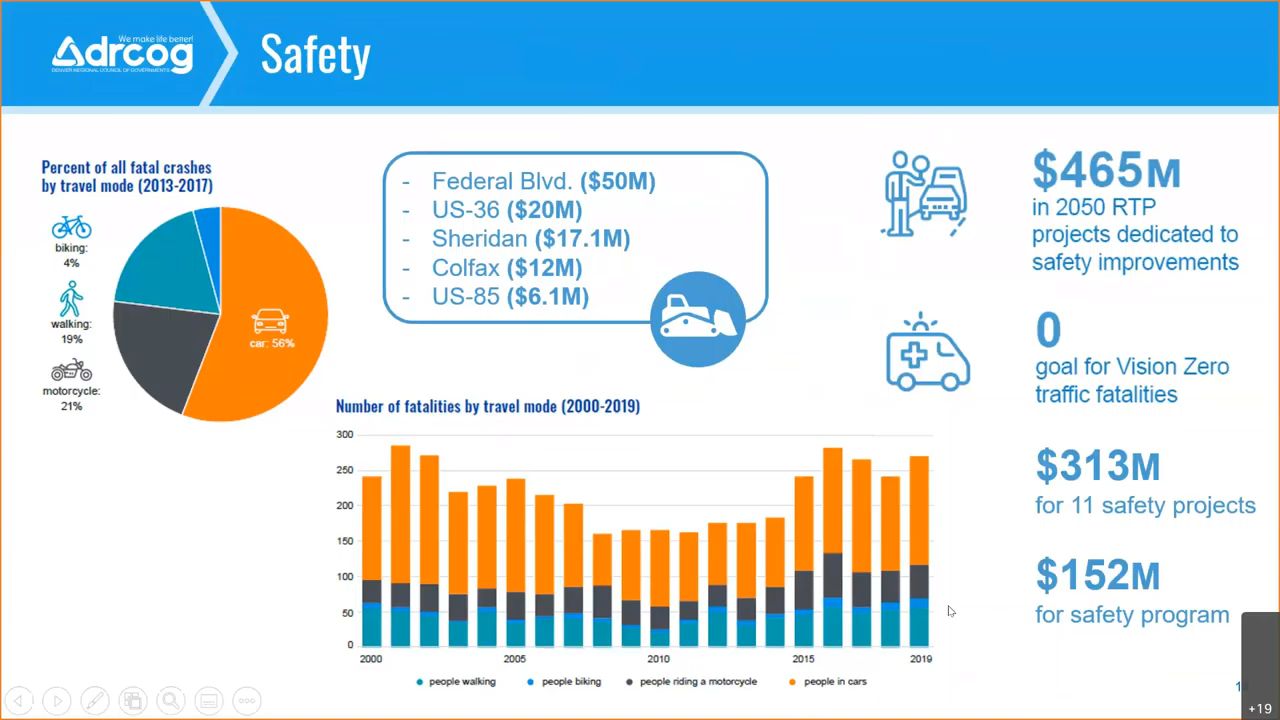 We make life better!
drcog
DENVER REGIONAL COUNCIL OF GOVERNMENTS
Safety
Percent of all fatal crashes
by travel mode (2013-2017)
biking:
4%
walking:
19%
motorcycle:
21%
car: 56%
- Federal Blvd. ($50M)
- US-36 ($20M)
- Sheridan ($17.1M)
- Colfax ($12M)
- US-85 ($6.1M)
$465M
in 2050 RTP
projects dedicated to
safety improvements
0
goal for Vision Zero
traffic fatalities
$313M
for 11 safety projects
$152M
for safety program
Number of fatalities by travel mode (2000-2019)
300
250
200
150
100
50
0
2000 2005 2010 2015 2019
people walking people biking people riding a motorcycle people in cars
+19